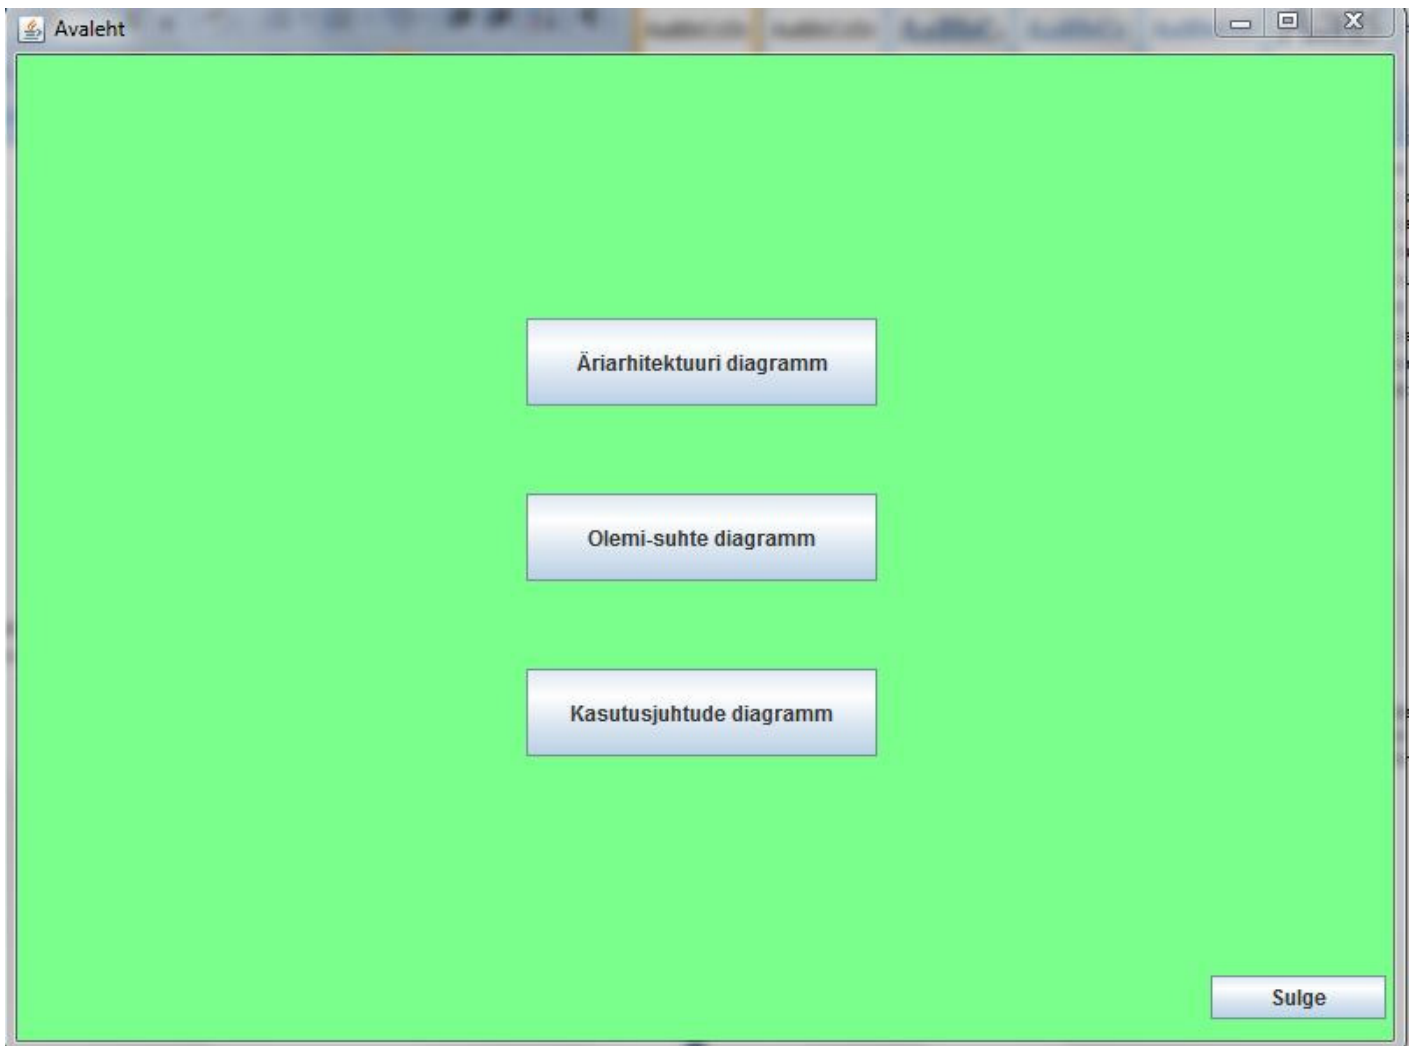 Avaleht
Äriarhitektuuri diagramm
Olemi-suhte diagramm
Kasutusjuhtude diagramm
Sulge